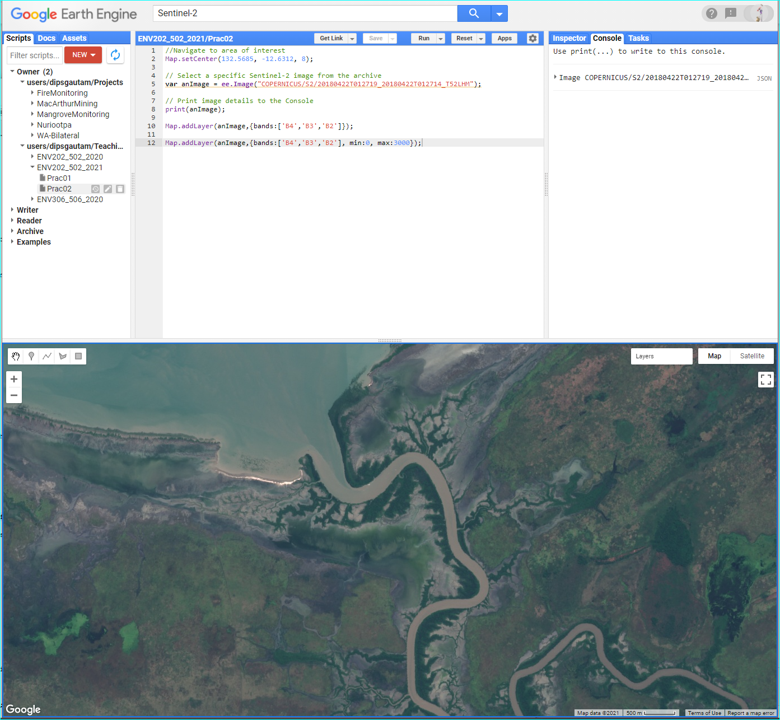 Google Earth Engine
Sentinel-2
Scripts Docs Assets
Filter scripts... NEW
Owner (2)
users/dipsgautam/Projects
FireMonitoring
MacArthurMining
MangroveMonitoring
Nuriootpa
WA-Bilateral
users/dipsgautam/Teachi...
ENV202_502_2020
ENV202_502_2021
Prac01
Prac02
ENV306_506_2020
Writer
Reader
Archive
Examples
ENV202_502_2021/Prac02
Get Link Save Run Reset Apps
1 //Navigate to area of interest
2 Map.setCenter(132.5685, -12.6312, 8);
3
4 // Select a specific Sentinel-2 image from the archive
5 var anImage = ee.Image("COPERNICUS/S2/20180422T012719_20180422T012714_T52LHM");
6
7 // Print image details to the Console
8 print(anImage);
9
10 Map.addLayer(anImage,{bands:['B4','B3','B2']});
11
12 Map.addLayer(anImage,{bands:['B4','B3','B2'], min:0, max:3000});
Inspector Console Tasks
Use print(...) to write to this console.
Image COPERNICUS/S2/20180422T012719_2018042... JSON
Layers Map Satellite
+
−
Google
Map data ©2021 500 m Terms of Use Report a map error